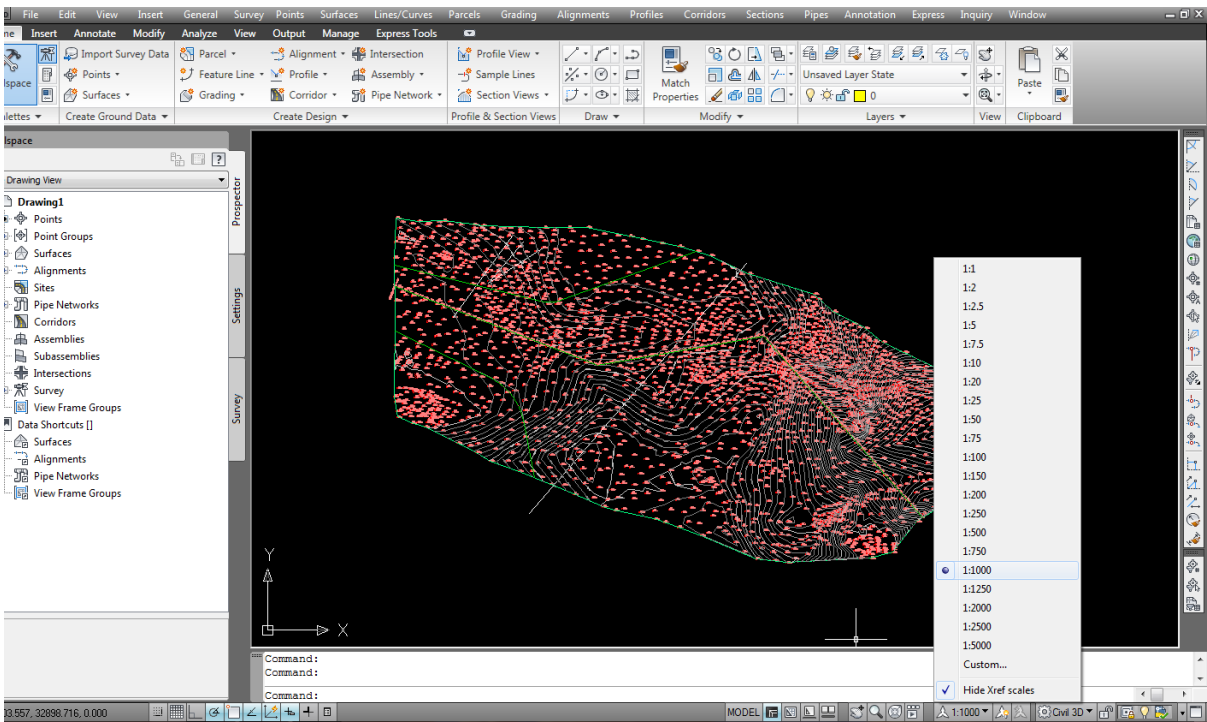 File Edit View Insert General Survey Points Surfaces Lines/Curves Parcels Grading Alignments Profiles Corridors Sections Pipes Annotation Express Inquiry Window
Insert Annotate Modify Analyze View Output Manage Express Tools
Import Survey Data Parcel Alignment Intersection Profile View
Points Feature Line Profile Assembly Sample Lines Match Properties Unsaved Layer State Paste
Surfaces Grading Corridor Pipe Network Section Views 0
Create Ground Data Create Design Profile & Section Views Draw Modify Layers View Clipboard
Drawing View
Prospector
Settings
Survey
Drawing1
Points
Point Groups
Surfaces
Alignments
Sites
Pipe Networks
Corridors
Assemblies
Subassemblies
Intersections
Survey
View Frame Groups
Data Shortcuts []
Surfaces
Alignments
Pipe Networks
View Frame Groups
Y
X
1:1
1:2
1:2.5
1:5
1:7.5
1:10
1:20
1:25
1:50
1:75
1:100
1:150
1:200
1:250
1:500
1:750
1:1000
1:1250
1:2000
1:2500
1:5000
Custom...
Hide Xref scales
Command:
Command:
Command:
32898.716, 0.000 MODEL 1:1000 Civil 3D